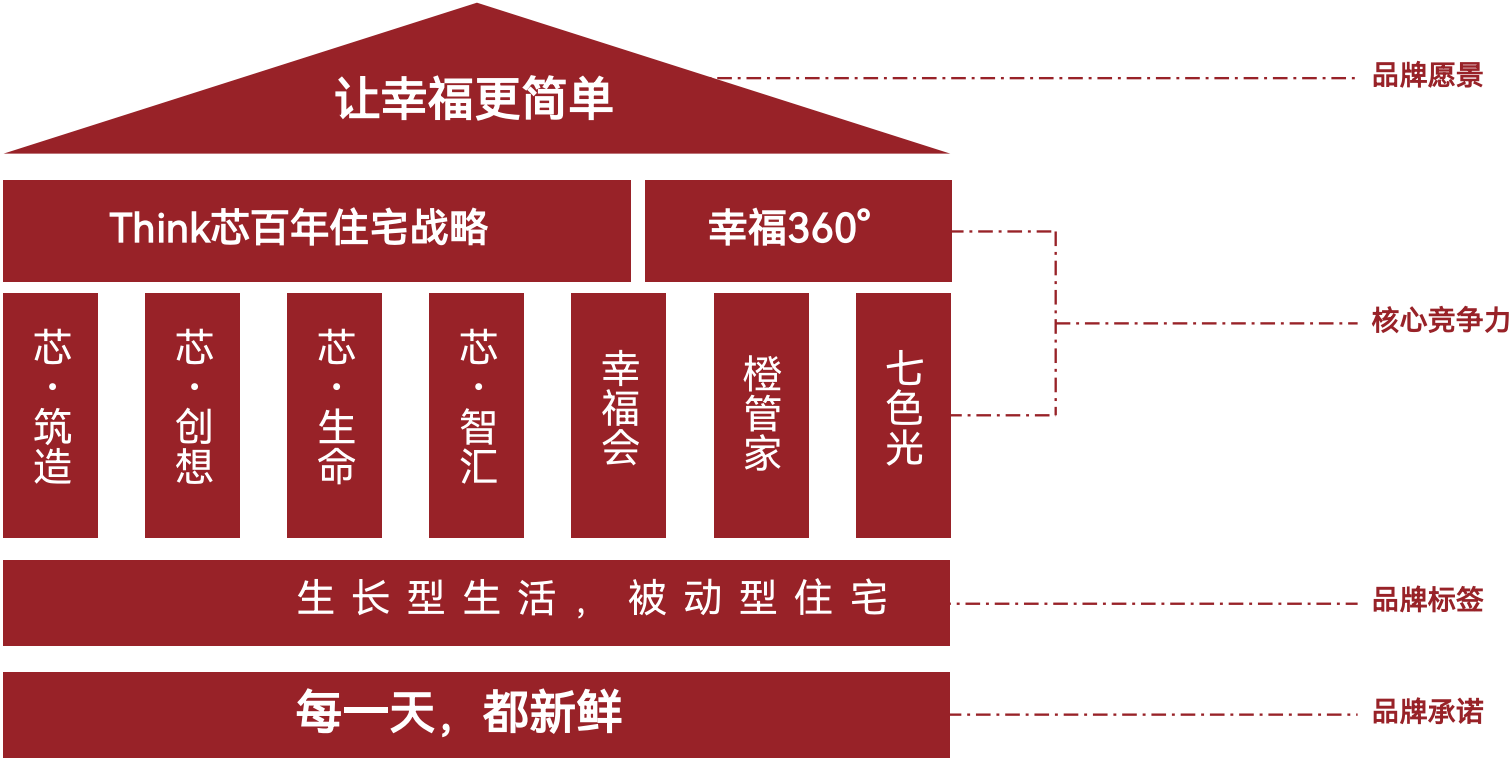 让幸福更简单
品牌愿景
Think芯百年住宅战略
幸福360°
芯·筑造
芯·创想
芯·生命
芯·智汇
幸福会
橙管家
七色光
核心竞争力
生长型生活，被动型住宅
品牌标签
每一天，都新鲜
品牌承诺